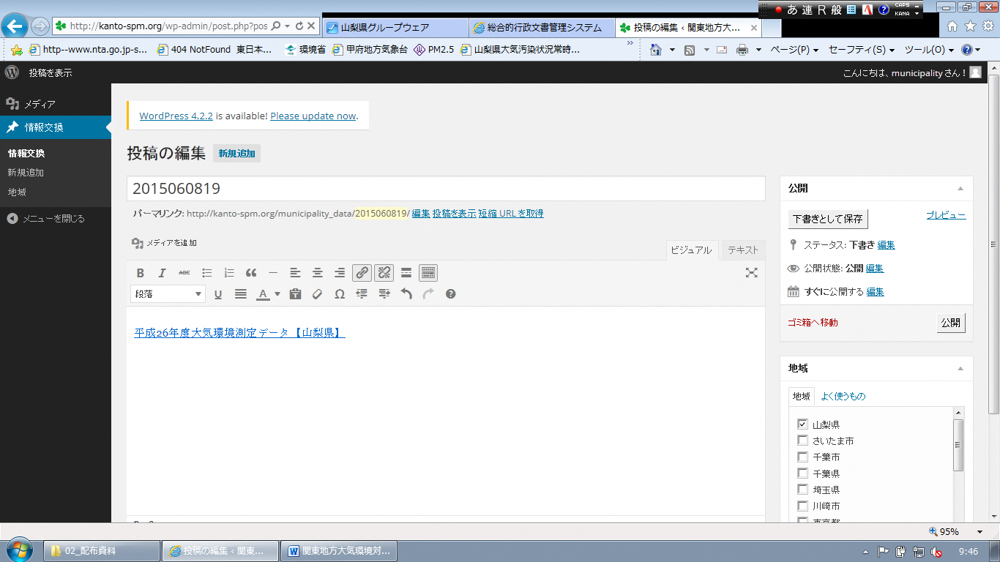 あ 連 R 般 CAPS KANA
http://kanto-spm.org/wp-admin/post.php?pos
山梨県グループウェア
総合的行政文書管理システム
投稿の編集 ‹ 関東地方大...
http--www.nta.go.jp-s...
404 NotFound 東日本...
環境省
甲府地方気象台
PM2.5
山梨県大気汚染状況常時...
ページ(P)
セーフティ(S)
ツール(O)
投稿を表示
こんにちは、municipality さん！
メディア
情報交換
情報交換
新規追加
地域
メニューを閉じる
WordPress 4.2.2 is available! Please update now.
投稿の編集 新規追加
2015060819
パーマリンク: http://kanto-spm.org/municipality_data/2015060819/ 編集 投稿を表示 短縮 URL を取得
メディアを追加
ビジュアル
テキスト
B I ABC
段落
U A Ω
平成26年度大気環境測定データ【山梨県】
公開
下書きとして保存
プレビュー
ステータス: 下書き 編集
公開状態: 公開 編集
すぐに公開する 編集
ゴミ箱へ移動
公開
地域
地域
よく使うもの
山梨県
さいたま市
千葉市
千葉県
埼玉県
川崎市
95%
02_配布資料
投稿の編集 ‹ 関東...
関東地方大気環境対...
9:46